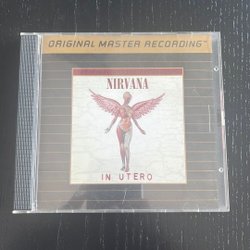 ORIGINAL MASTER RECORDING™
NIRVANA
IN UTERO